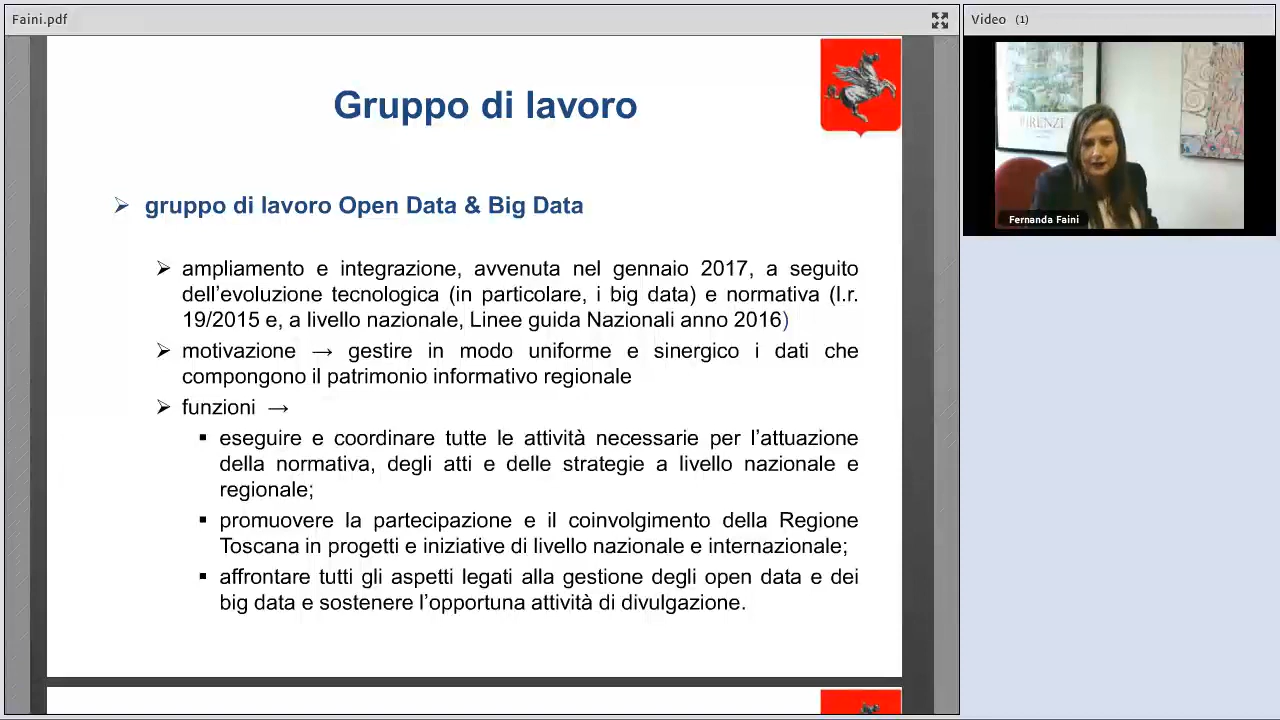 Faini.pdf
Video (1)
Gruppo di lavoro
FIRENZE
Fernanda Faini
➢ gruppo di lavoro Open Data & Big Data
➢ ampliamento e integrazione, avvenuta nel gennaio 2017, a seguito
dell’evoluzione tecnologica (in particolare, i big data) e normativa (l.r.
19/2015 e, a livello nazionale, Linee guida Nazionali anno 2016)
➢ motivazione → gestire in modo uniforme e sinergico i dati che
compongono il patrimonio informativo regionale
➢ funzioni →
▪ eseguire e coordinare tutte le attività necessarie per l’attuazione
della normativa, degli atti e delle strategie a livello nazionale e
regionale;
▪ promuovere la partecipazione e il coinvolgimento della Regione
Toscana in progetti e iniziative di livello nazionale e internazionale;
▪ affrontare tutti gli aspetti legati alla gestione degli open data e dei
big data e sostenere l’opportuna attività di divulgazione.